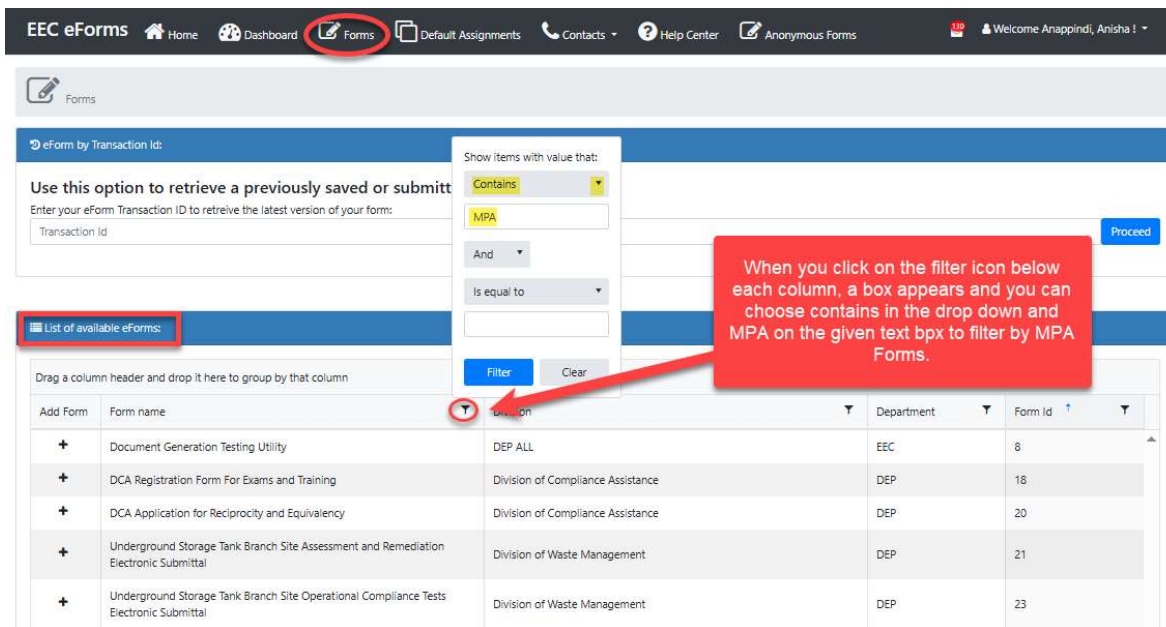 EEC eForms Home Dashboard Forms Default Assignments Contacts Help Center Anonymous Forms 130 Welcome Anappindi, Anisha !
Forms
eForm by Transaction Id:
Show items with value that:
Use this option to retrieve a previously saved or submitt
Contains
Enter your eForm Transaction ID to retreive the latest version of your form:
MPA
Transaction Id
Proceed
And
Is equal to
When you click on the filter icon below
each column, a box appears and you can
choose contains in the drop down and
MPA on the given text bpx to filter by MPA
Forms.
List of available eForms:
Filter Clear
Drag a column header and drop it here to group by that column
Add Form Form name Division Department Form Id
Document Generation Testing Utility DEP ALL EEC 8
DCA Registration Form For Exams and Training Division of Compliance Assistance DEP 18
DCA Application for Reciprocity and Equivalency Division of Compliance Assistance DEP 20
Underground Storage Tank Branch Site Assessment and Remediation
Electronic Submittal Division of Waste Management DEP 21
Underground Storage Tank Branch Site Operational Compliance Tests
Electronic Submittal Division of Waste Management DEP 23